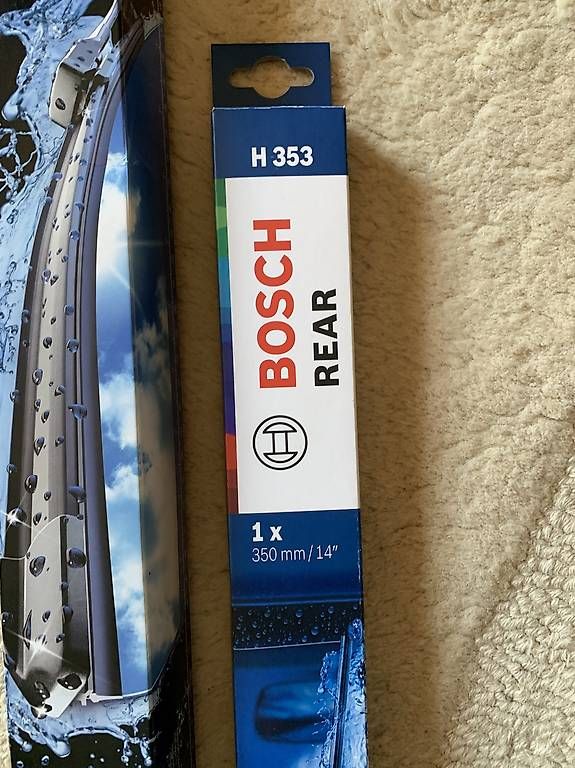 H 353
BOSCH
REAR
1 x
350 mm / 14"